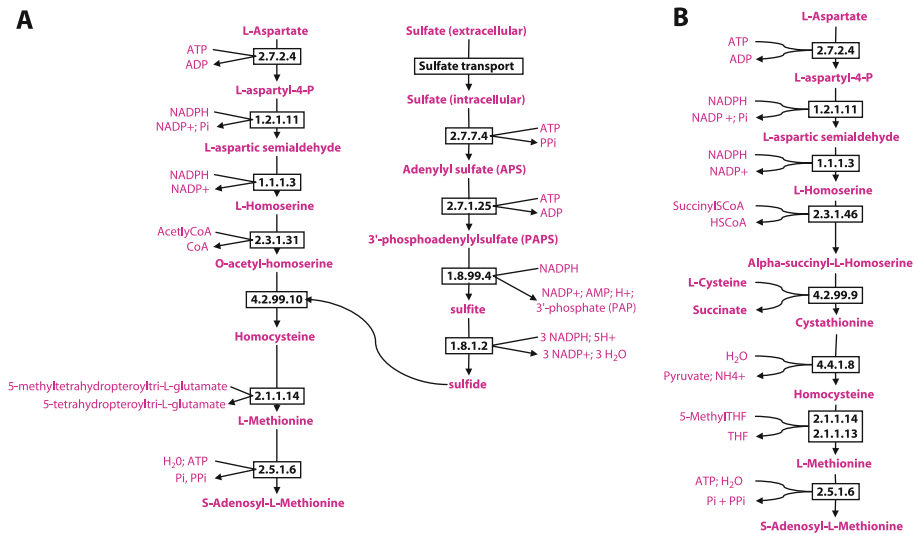 A
L-Aspartate
ATP
ADP
2.7.2.4
L-aspartyl-4-P
NADPH
NADP+; Pi
1.2.1.11
L-aspartic semialdehyde
NADPH
NADP+
1.1.1.3
L-Homoserine
AcetlyCoA
CoA
2.3.1.31
O-acetyl-homoserine
4.2.99.10
Homocysteine
5-methyltetrahydropteroyltri-L-glutamate
5-tetrahydropteroyltri-L-glutamate
2.1.1.14
L-Methionine
H₂0; ATP
Pi, PPi
2.5.1.6
S-Adenosyl-L-Methionine
Sulfate (extracellular)
Sulfate transport
Sulfate (intracellular)
2.7.7.4
ATP
PPi
Adenylyl sulfate (APS)
2.7.1.25
ATP
ADP
3'-phosphoadenylylsulfate (PAPS)
1.8.99.4
NADPH
NADP+; AMP; H+;
3'-phosphate (PAP)
sulfite
1.8.1.2
3 NADPH; 5H+
3 NADP+; 3 H₂O
sulfide
B
L-Aspartate
ATP
ADP
2.7.2.4
L-aspartyl-4-P
NADPH
NADP +; Pi
1.2.1.11
L-aspartic semialdehyde
NADPH
NADP+
1.1.1.3
L-Homoserine
SuccinylSCoA
HSCoA
2.3.1.46
Alpha-succinyl-L-Homoserine
L-Cysteine
Succinate
4.2.99.9
Cystathionine
H₂O
Pyruvate; NH4+
4.4.1.8
Homocysteine
5-MethylTHF
THF
2.1.1.14
2.1.1.13
L-Methionine
ATP; H₂O
Pi + PPi
2.5.1.6
S-Adenosyl-L-Methionine